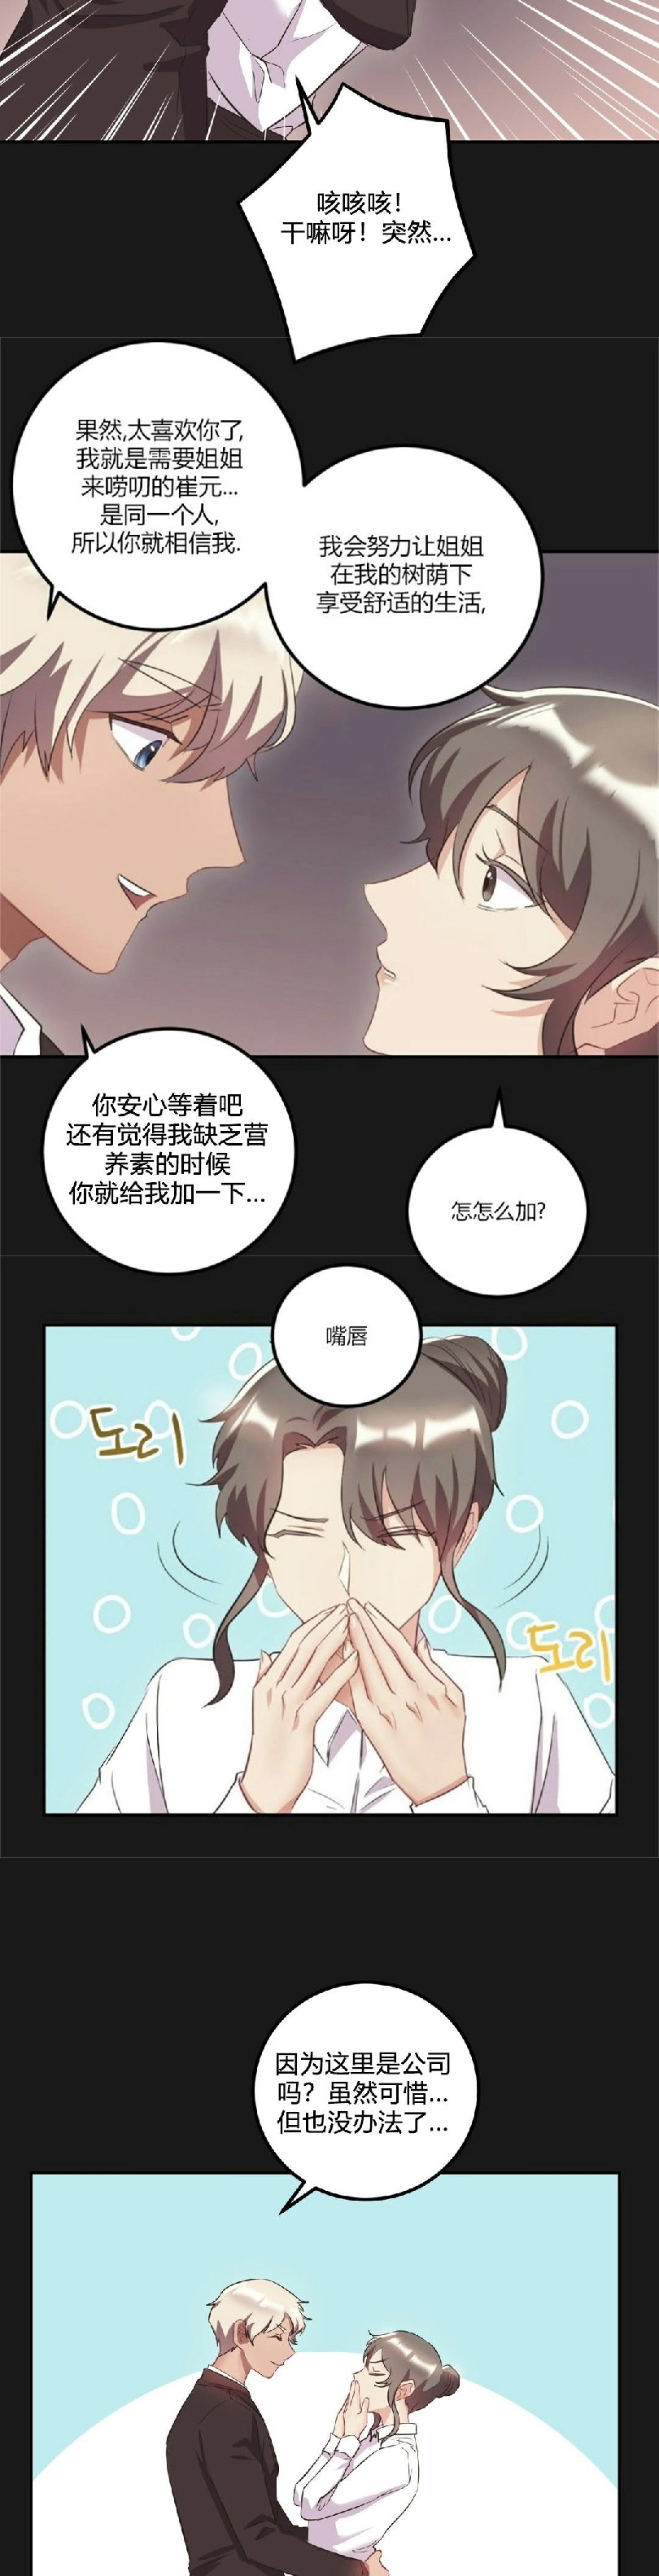 咳咳咳！
干嘛呀！突然...
果然,太喜欢你了,
我就是需要姐姐
来唠叨的崔元...
是同一个人,
所以你就相信我.
我会努力让姐姐
在我的树荫下
享受舒适的生活,
你安心等着吧
还有觉得我缺乏营
养素的时候
你就给我加一下...
怎怎么加?
嘴唇
도리
도리
因为这里是公司
吗？虽然可惜...
但也没办法了...